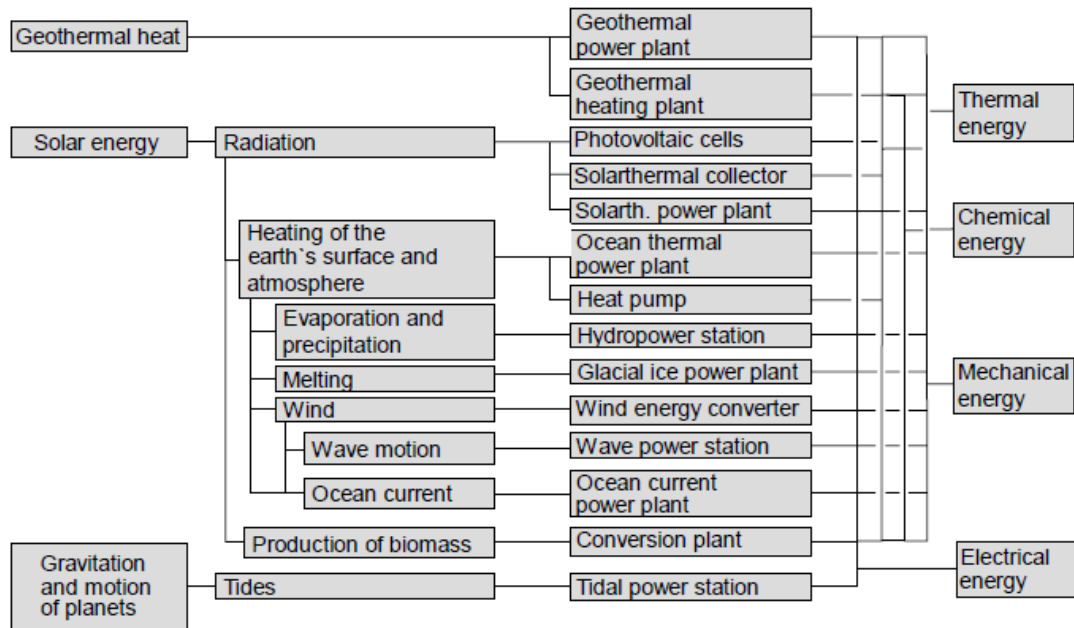 Geothermal heat
Geothermal
power plant
Geothermal
heating plant
Thermal
energy
Solar energy
Radiation
Photovoltaic cells
Solarthermal collector
Solarth. power plant
Chemical
energy
Heating of the
earth`s surface and
atmosphere
Ocean thermal
power plant
Heat pump
Evaporation and
precipitation
Hydropower station
Melting
Glacial ice power plant
Mechanical
energy
Wind
Wind energy converter
Wave motion
Wave power station
Ocean current
Ocean current
power plant
Production of biomass
Conversion plant
Electrical
energy
Gravitation
and motion
of planets
Tides
Tidal power station